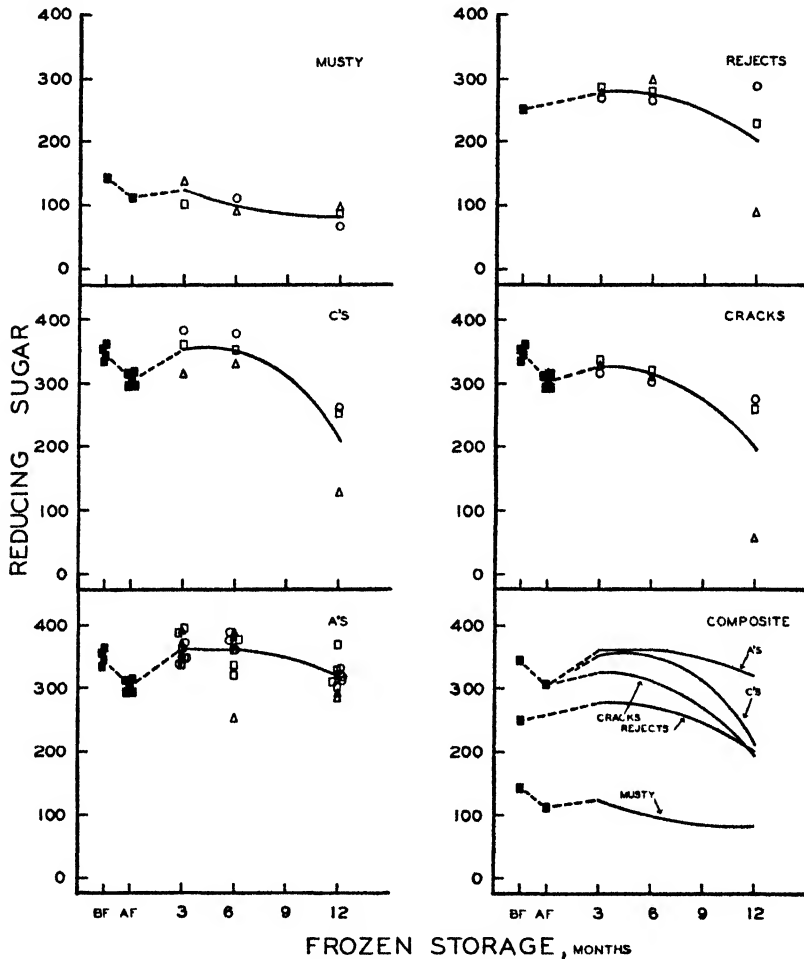 REDUCING SUGAR
MUSTY
400
300
200
100
0
REJECTS
400
300
200
100
0
C'S
400
300
200
100
0
CRACKS
400
300
200
100
0
A'S
400
300
200
100
0
BF AF 3 6 9 12
COMPOSITE
400
300
200
100
0
A'S
C'S
CRACKS
REJECTS
MUSTY
BF AF 3 6 9 12
FROZEN STORAGE, MONTHS